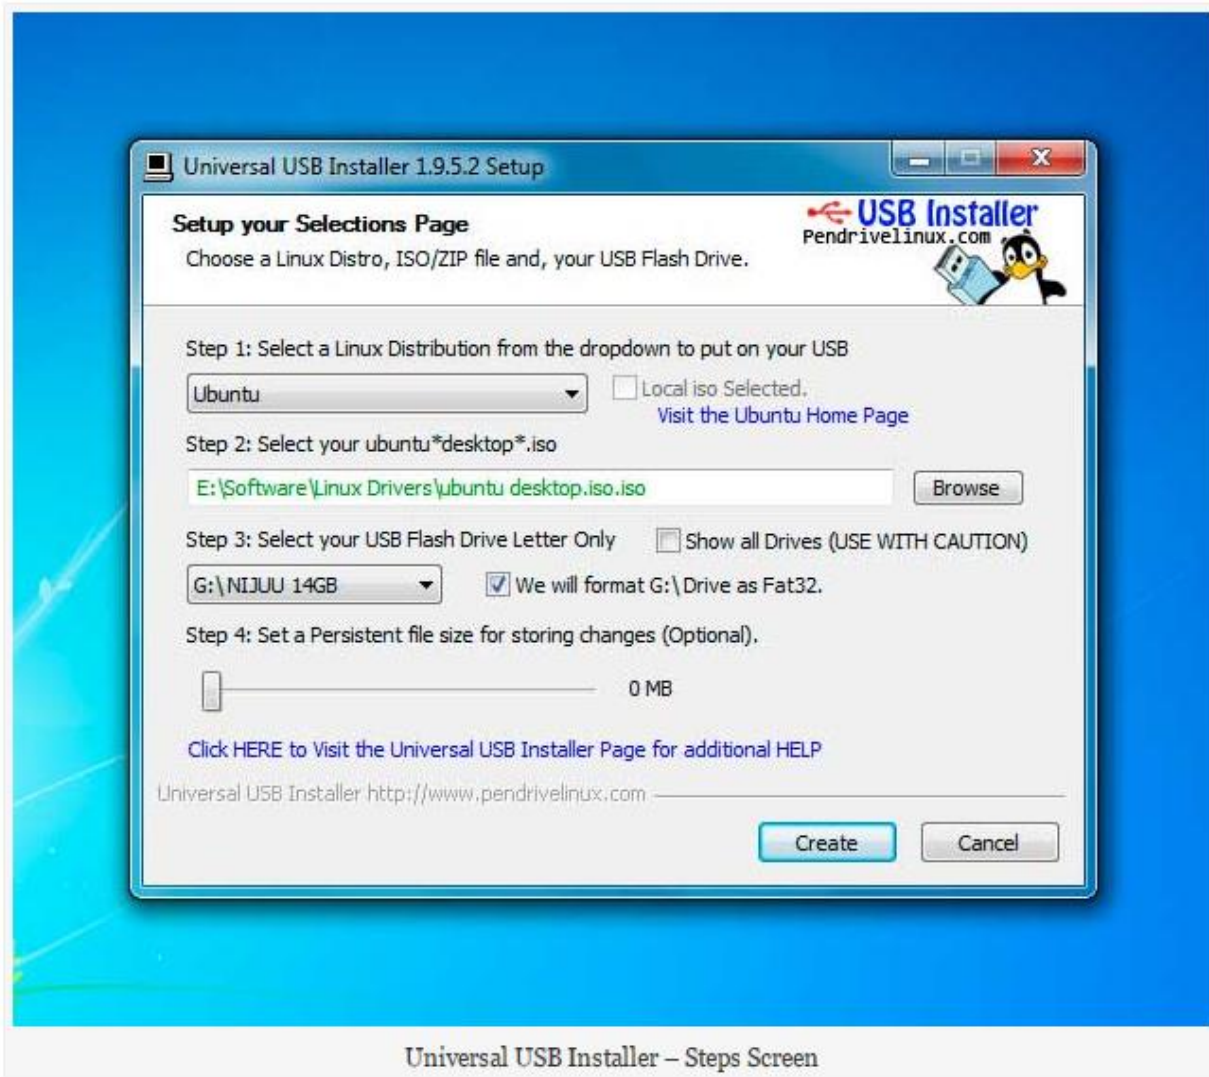 Universal USB Installer 1.9.5.2 Setup
Setup your Selections Page
Choose a Linux Distro, ISO/ZIP file and, your USB Flash Drive.
USB Installer
Pendrivelinux.com
Step 1: Select a Linux Distribution from the dropdown to put on your USB
Ubuntu
Local iso Selected.
Visit the Ubuntu Home Page
Step 2: Select your ubuntu*desktop*.iso
E:\Software\Linux Drivers\ubuntu desktop.iso.iso
Browse
Step 3: Select your USB Flash Drive Letter Only
Show all Drives (USE WITH CAUTION)
G:\NIJUU 14GB
We will format G:\ Drive as Fat32.
Step 4: Set a Persistent file size for storing changes (Optional).
0 MB
Click HERE to Visit the Universal USB Installer Page for additional HELP
Universal USB Installer http://www.pendrivelinux.com
Create
Cancel
Universal USB Installer – Steps Screen